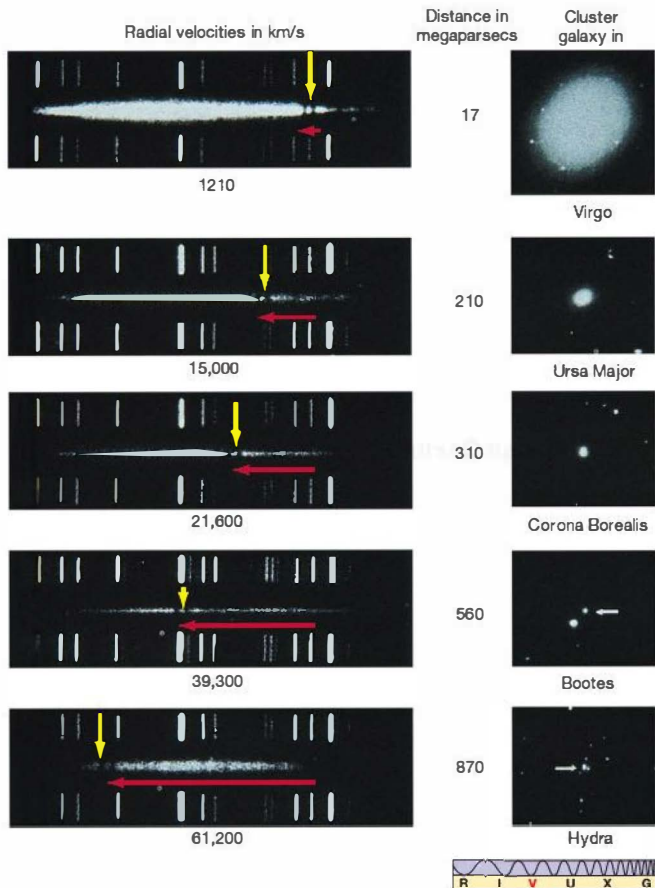 Radial velocities in km/s
Distance in megaparsecs
Cluster galaxy in
1210
17
Virgo
15,000
210
Ursa Major
21,600
310
Corona Borealis
39,300
560
Bootes
61,200
870
Hydra
R I V U X G